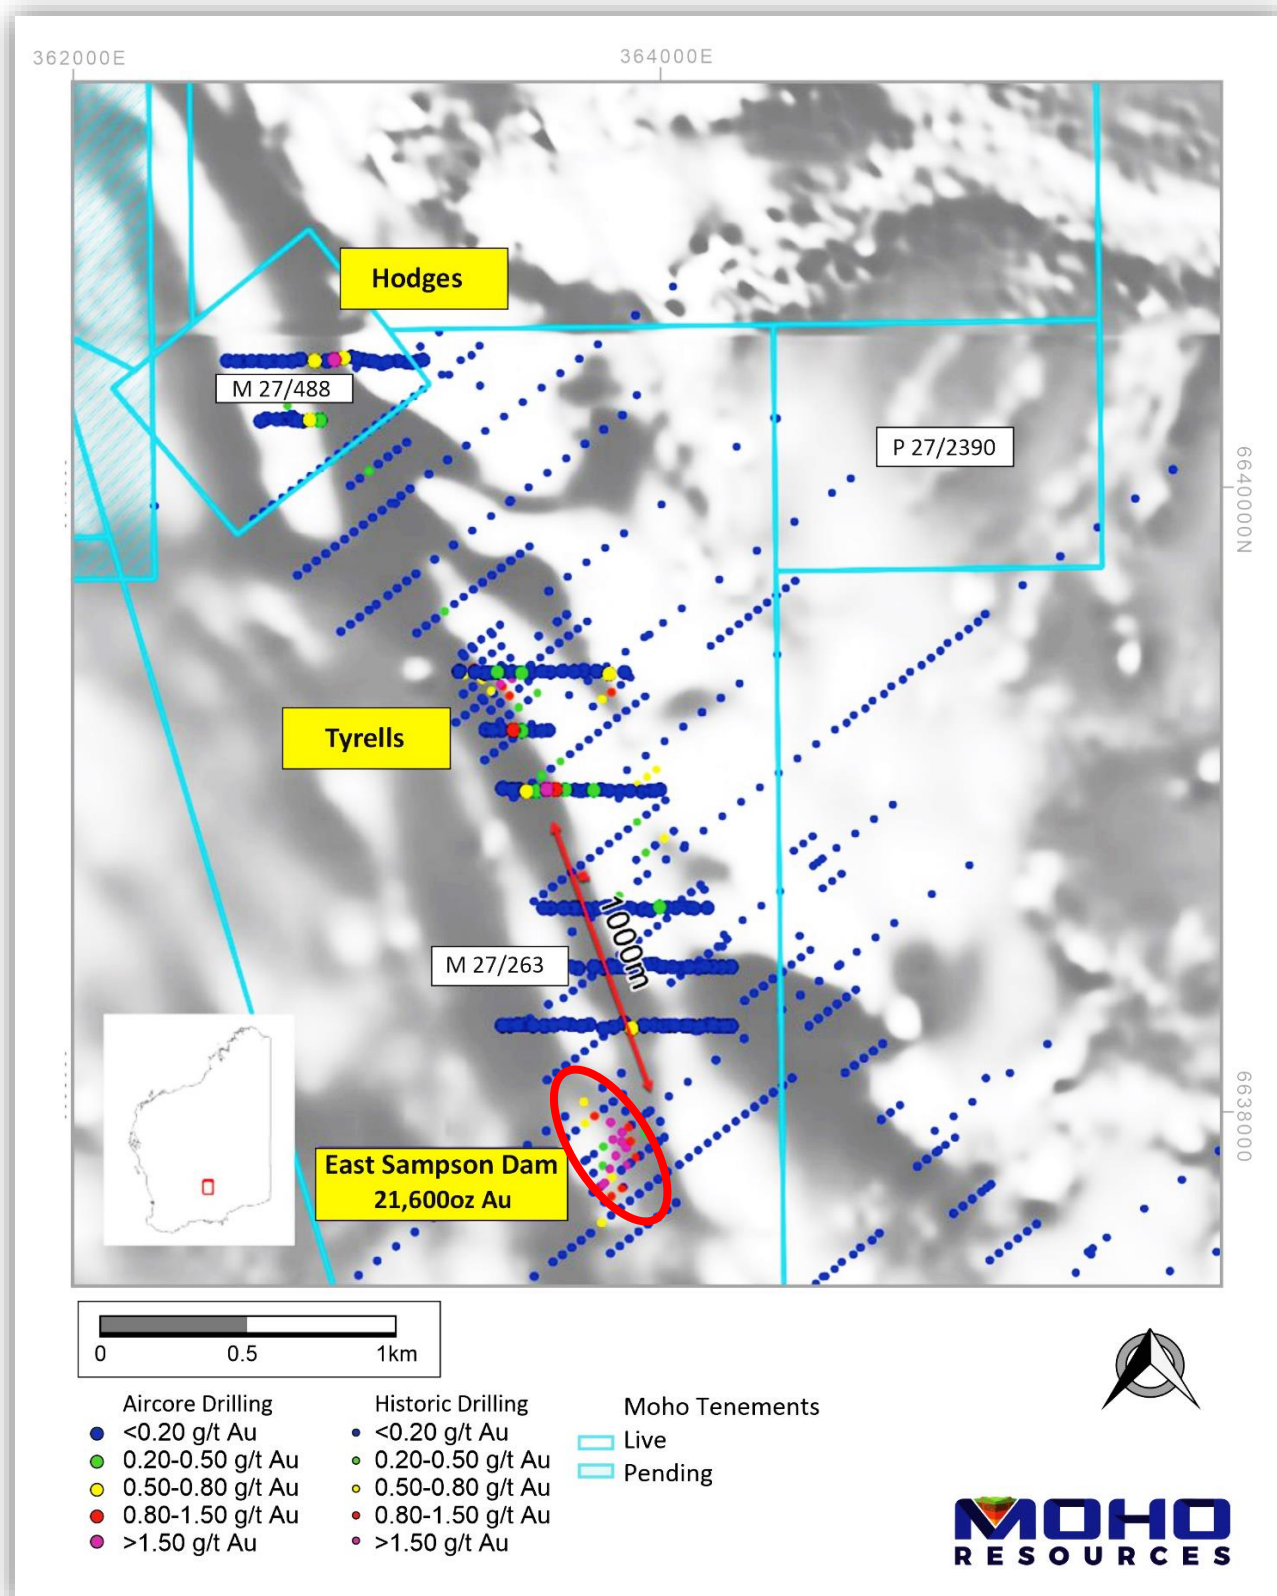 362000E
364000E
Hodges
M 27/488
P 27/2390
6640000N
Tyrells
1000m
M 27/263
6638000
East Sampson Dam
21,600oz Au
0
0.5
1km
Aircore Drilling
<0.20 g/t Au
0.20-0.50 g/t Au
0.50-0.80 g/t Au
0.80-1.50 g/t Au
>1.50 g/t Au
Historic Drilling
<0.20 g/t Au
0.20-0.50 g/t Au
0.50-0.80 g/t Au
0.80-1.50 g/t Au
>1.50 g/t Au
Moho Tenements
Live
Pending
MOHO
RESOURCES